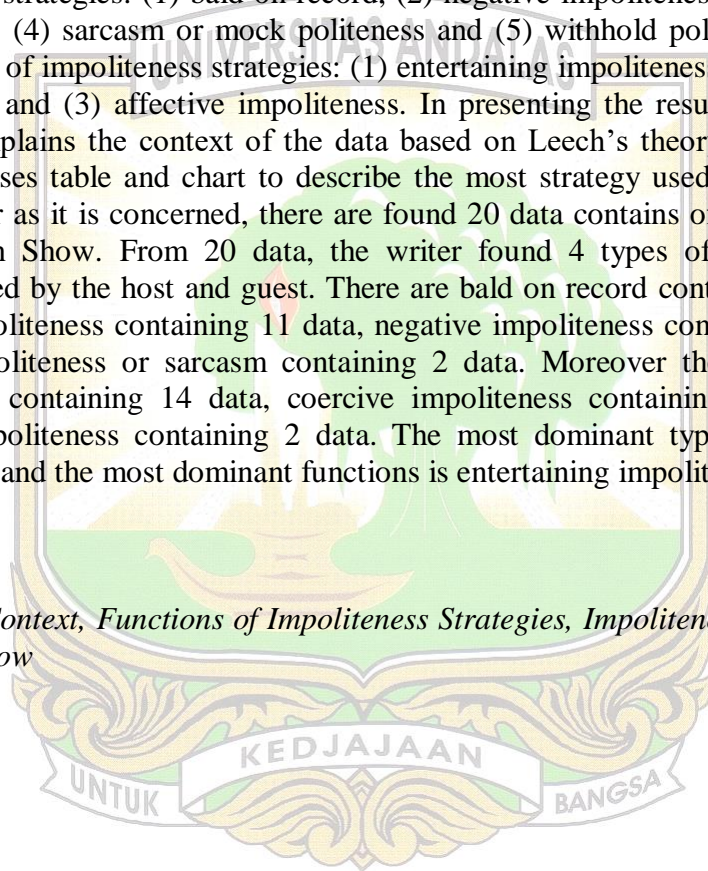 strategies: (1) bald on record, (2) negative impoliteness
(4) sarcasm or mock politeness and (5) withhold pol
of impoliteness strategies: (1) entertaining impolitenes
and (3) affective impoliteness. In presenting the resu
plains the context of the data based on Leech's theory
ses table and chart to describe the most strategy used
r as it is concerned, there are found 20 data contains o
n Show. From 20 data, the writer found 4 types of
ed by the host and guest. There are bald on record cont
oliteness containing 11 data, negative impoliteness con
oliteness or sarcasm containing 2 data. Moreover th
containing 14 data, coercive impoliteness containin
politeness containing 2 data. The most dominant typ
and the most dominant functions is entertaining impolit
ontext, Functions of Impoliteness Strategies, Impolitene
ow
UNIVERSITAS ANDALAS
UNTUK KEDJAJAAN BANGSA